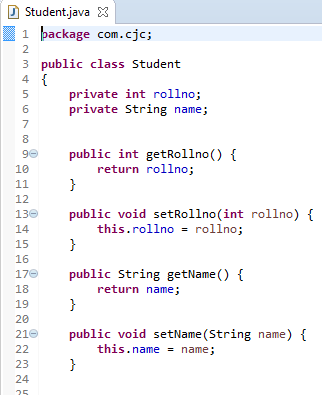 Student.java
1 package com.cjc;
2
3 public class Student
4 {
5     private int rollno;
6     private String name;
7
8
9     public int getRollno() {
10         return rollno;
11     }
12
13     public void setRollno(int rollno) {
14         this.rollno = rollno;
15     }
16
17     public String getName() {
18         return name;
19     }
20
21     public void setName(String name) {
22         this.name = name;
23     }
24
25